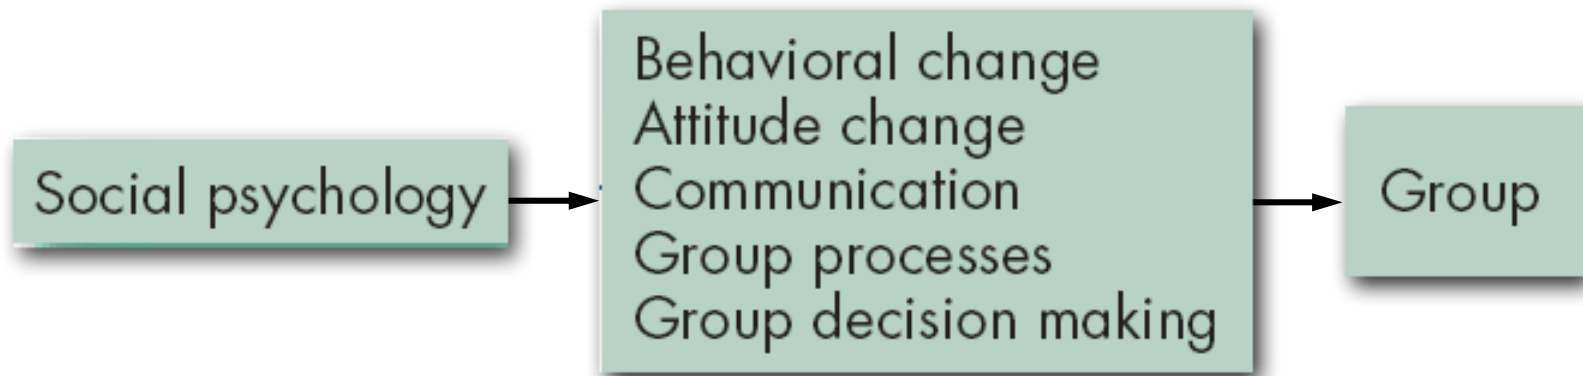 Social psychology
Behavioral change
Attitude change
Communication
Group processes
Group decision making
Group